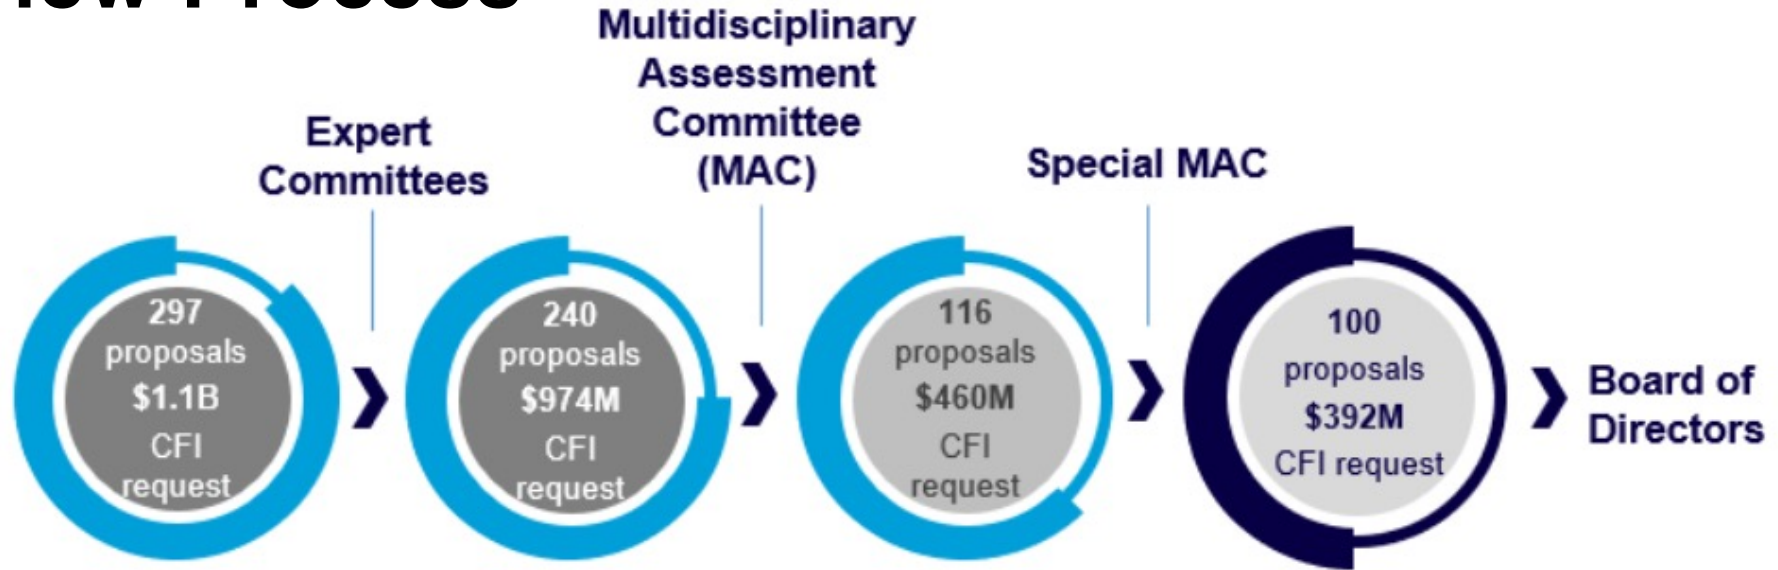 Process
Expert
Committees
Multidisciplinary
Assessment
Committee
(MAC)
Special MAC
297
proposals
$1.1B
CFI
request
240
proposals
$974M
CFI
request
116
proposals
$460M
CFI
request
100
proposals
$392M
CFI request
Board of
Directors